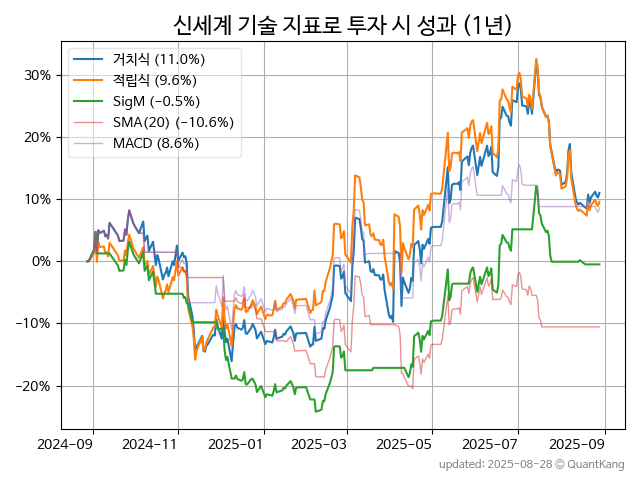 신세계 기술 지표로 투자 시 성과 (1년)
거치식 (11.0%)
적립식 (9.6%)
SigM (−0.5%)
SMA(20) (−10.6%)
MACD (8.6%)
30%
20%
10%
0%
−10%
−20%
2024-09
2024-11
2025-01
2025-03
2025-05
2025-07
2025-09
updated: 2025-08-28 ⓒ QuantKang